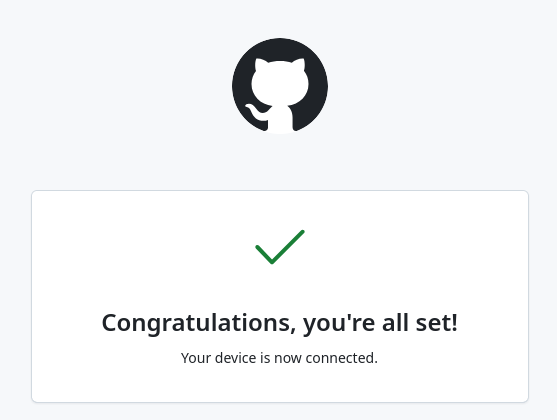 Congratulations, you're all set!
Your device is now connected.